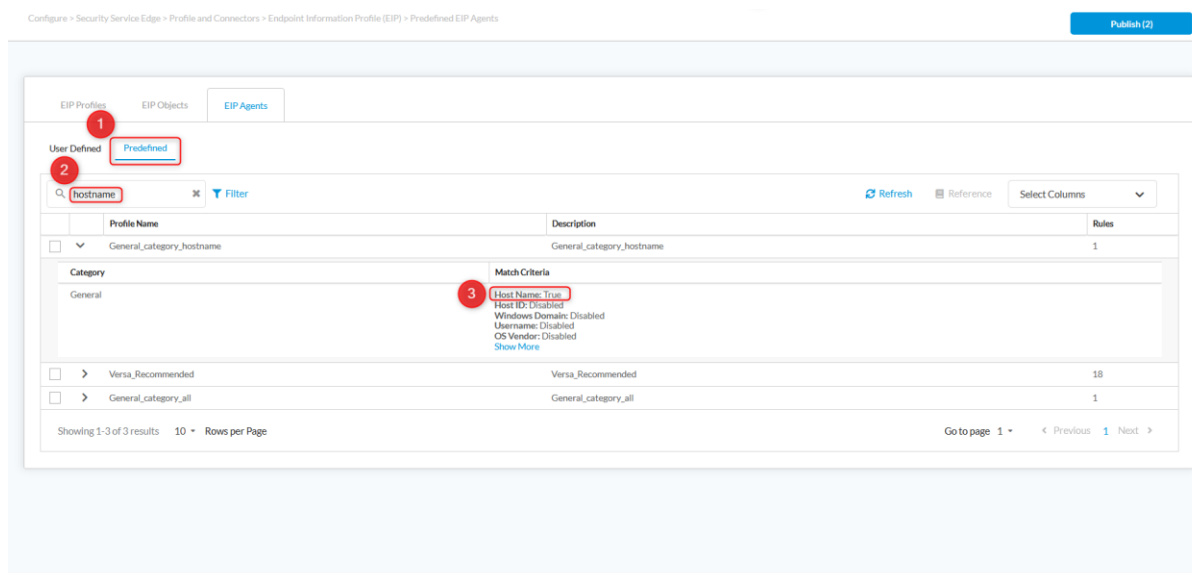 Configure > Security Service Edge > Profile and Connectors > Endpoint Information Profile (EIP) > Predefined EIP Agents
Publish (2)
EIP Profiles EIP Objects EIP Agents
1
User Defined Predefined
2
hostname Filter Refresh Reference Select Columns
Profile Name Description Rules
General_category_hostname General_category_hostname 1
Category Match Criteria
General 3 Host Name: True
Host ID: Disabled
Windows Domain: Disabled
Username: Disabled
OS Vendor: Disabled
Show More
Versa_Recommended Versa_Recommended 18
General_category_all General_category_all 1
Showing 1-3 of 3 results 10 Rows per Page Go to page 1 < Previous 1 Next >